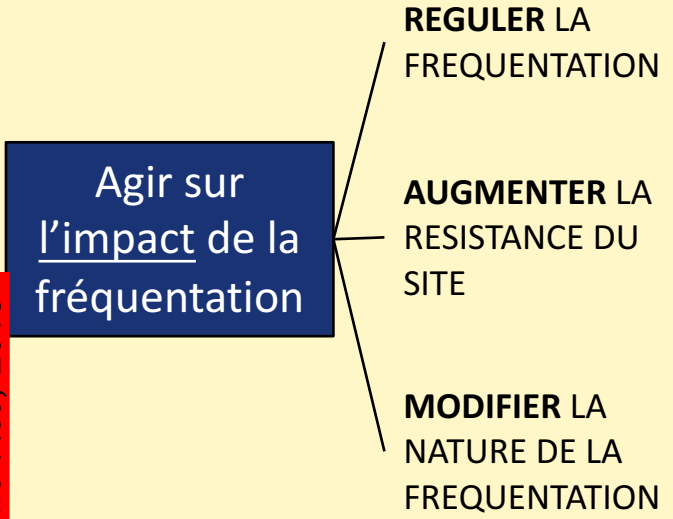 REGULER LA
FREQUENTATION
Agir sur
l’impact de la
fréquentation
AUGMENTER LA
RESISTANCE DU
SITE
MODIFIER LA
NATURE DE LA
FREQUENTATION